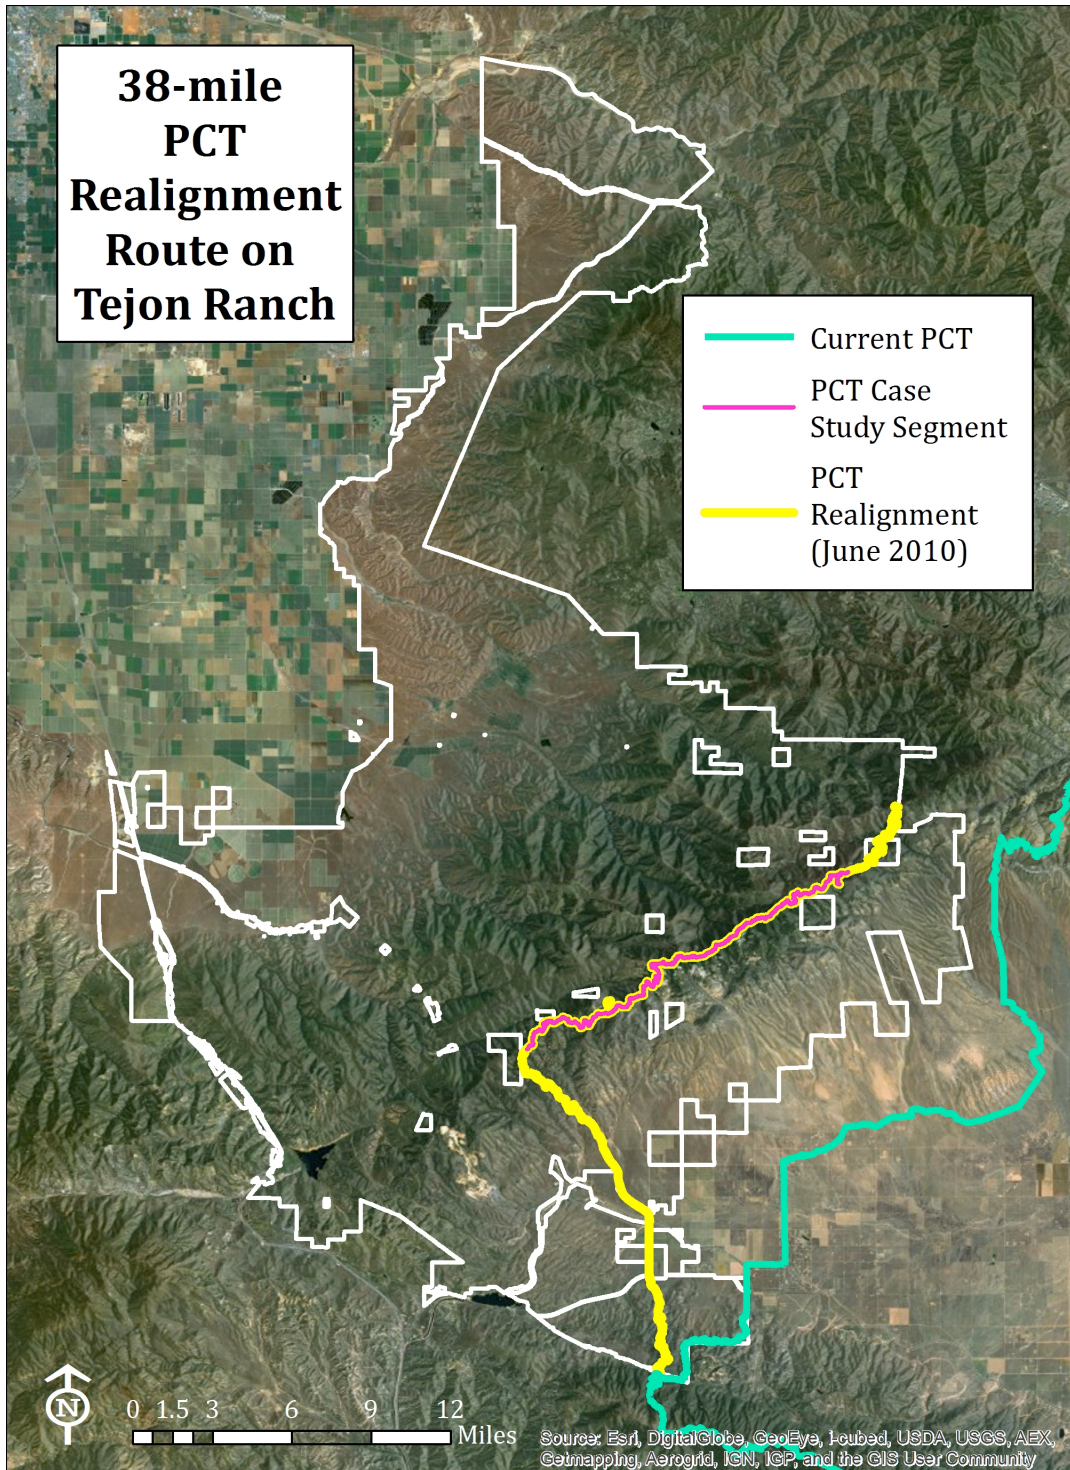 38-mile
PCT
Realignment
Route on
Tejon Ranch
Current PCT
PCT Case
Study Segment
PCT
Realignment
(June 2010)
N
0 1.5 3 6 9 12
Miles
Source: Esri, DigitalGlobe, GeoEye, i-cubed, USDA, USGS, AEX,
Getmapping, Aerogrid, IGN, IGP, and the GIS User Community